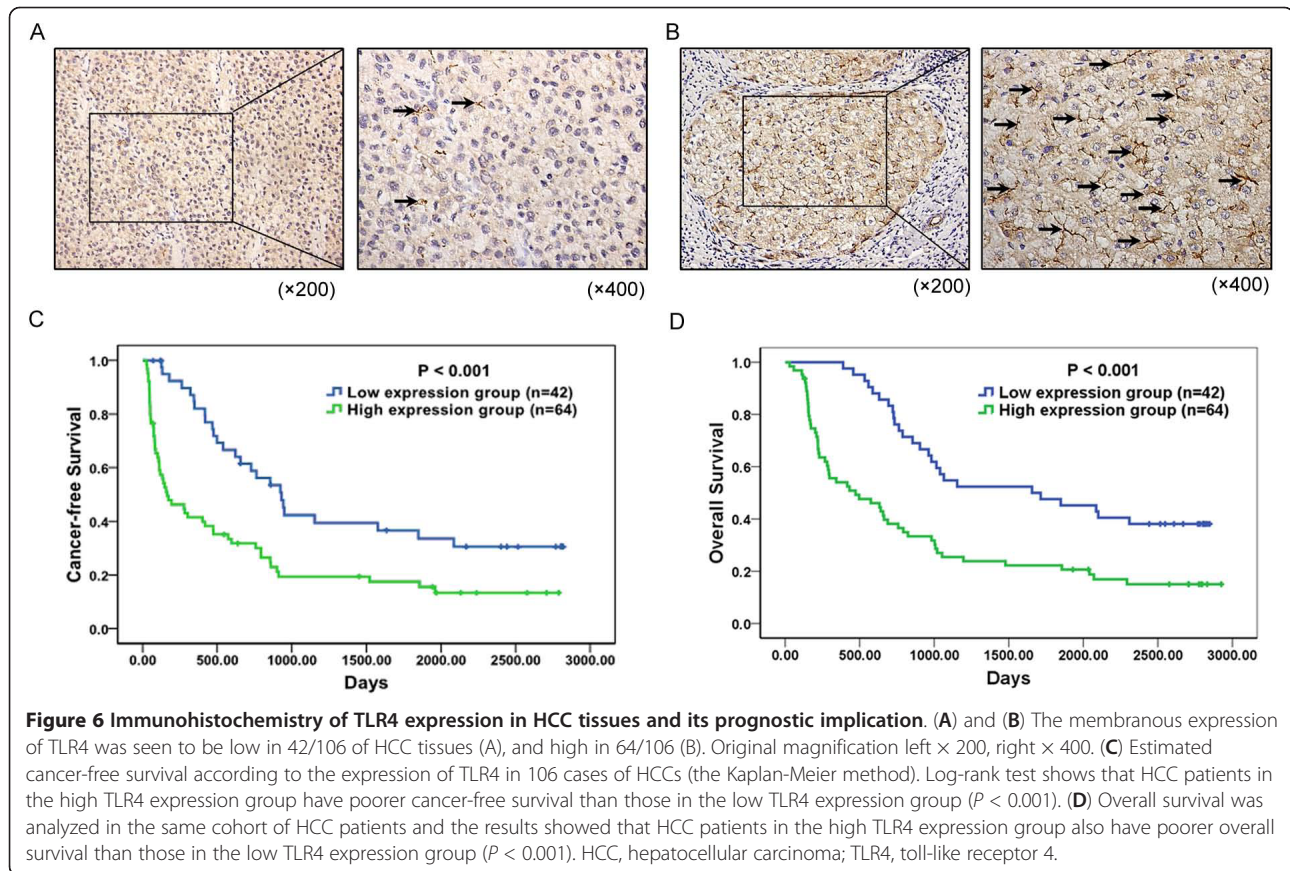 A
B
(×200)
(×400)
(×200)
(×400)
C
D
P < 0.001
Low expression group (n=42)
High expression group (n=64)
Cancer-free Survival
1.0
0.8
0.6
0.4
0.2
0.0
0.00 500.00 1000.00 1500.00 2000.00 2500.00 3000.00
Days
P < 0.001
Low expression group (n=42)
High expression group (n=64)
Overall Survival
1.0
0.8
0.6
0.4
0.2
0.0
0.00 500.00 1000.00 1500.00 2000.00 2500.00 3000.00
Days
Figure 6 Immunohistochemistry of TLR4 expression in HCC tissues and its prognostic implication. (A) and (B) The membranous expression
of TLR4 was seen to be low in 42/106 of HCC tissues (A), and high in 64/106 (B). Original magnification left × 200, right × 400. (C) Estimated
cancer-free survival according to the expression of TLR4 in 106 cases of HCCs (the Kaplan-Meier method). Log-rank test shows that HCC patients in
the high TLR4 expression group have poorer cancer-free survival than those in the low TLR4 expression group (P < 0.001). (D) Overall survival was
analyzed in the same cohort of HCC patients and the results showed that HCC patients in the high TLR4 expression group also have poorer overall
survival than those in the low TLR4 expression group (P < 0.001). HCC, hepatocellular carcinoma; TLR4, toll-like receptor 4.